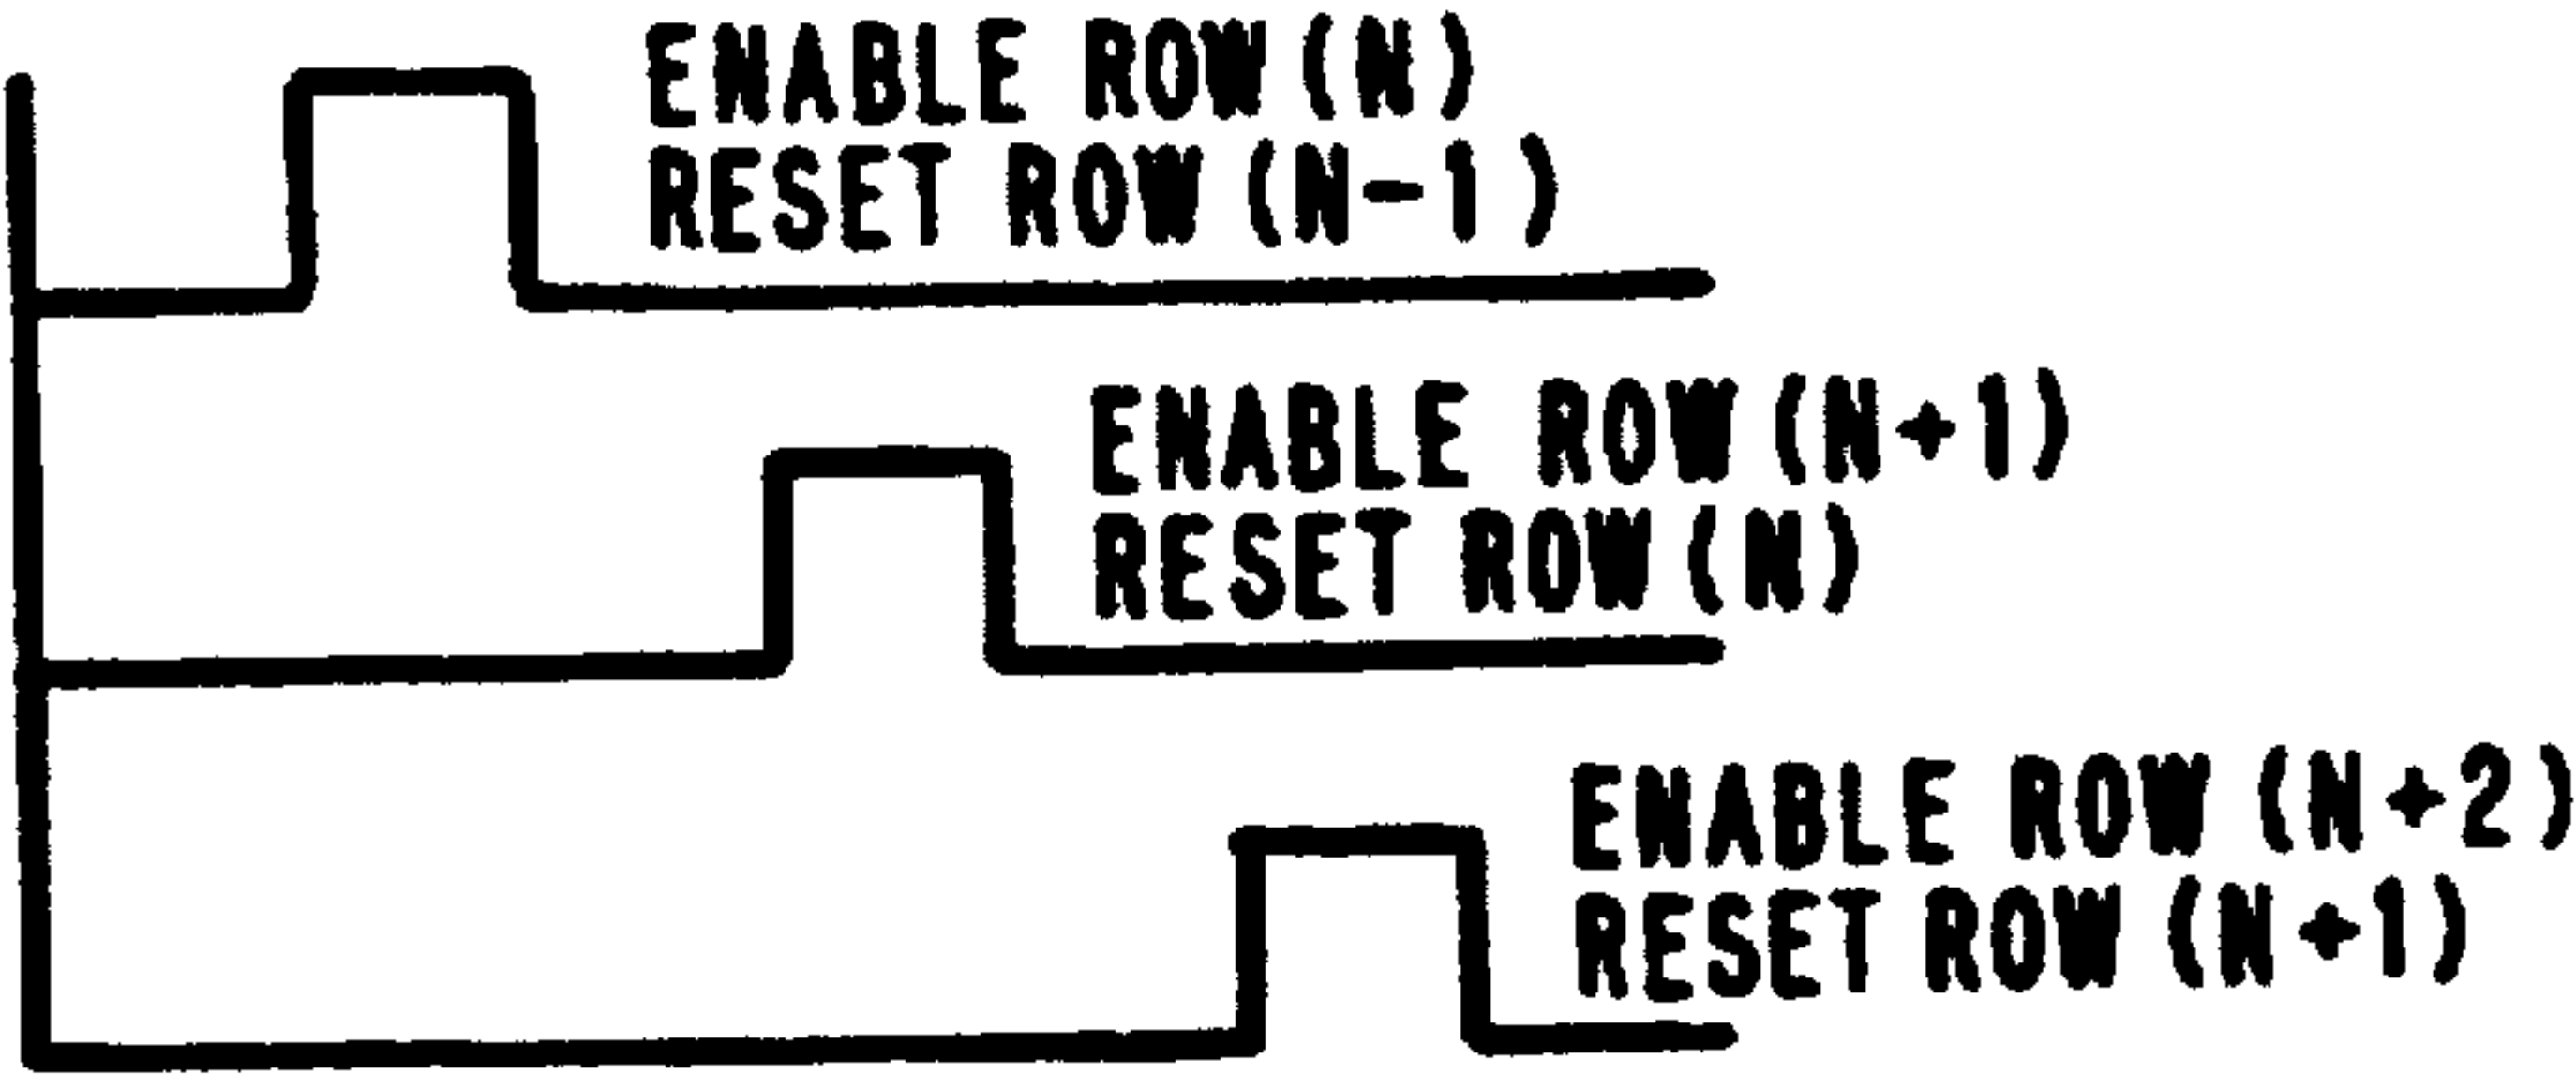 ENABLE ROW (N)
RESET ROW (N-1)
ENABLE ROW (N+1)
RESET ROW (N)
ENABLE ROW (N+2)
RESET ROW (N+1)